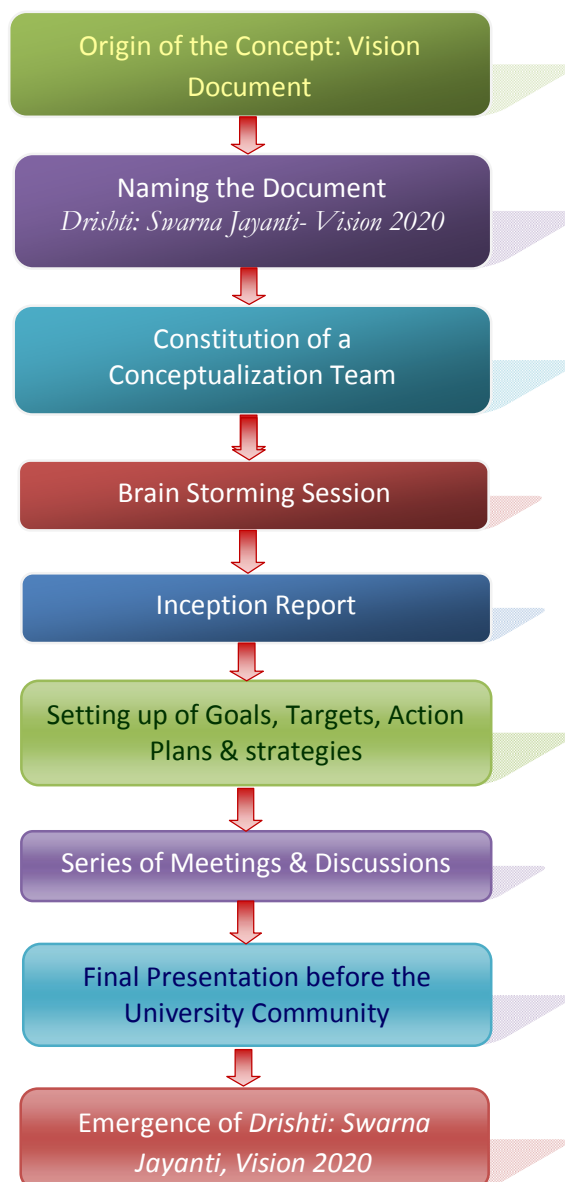 Origin of the Concept: Vision
Document
Naming the Document
Drishti: Swarna Jayanti- Vision 2020
Constitution of a
Conceptualization Team
Brain Storming Session
Inception Report
Setting up of Goals, Targets, Action
Plans & strategies
Series of Meetings & Discussions
Final Presentation before the
University Community
Emergence of Drishti: Swarna
Jayanti, Vision 2020